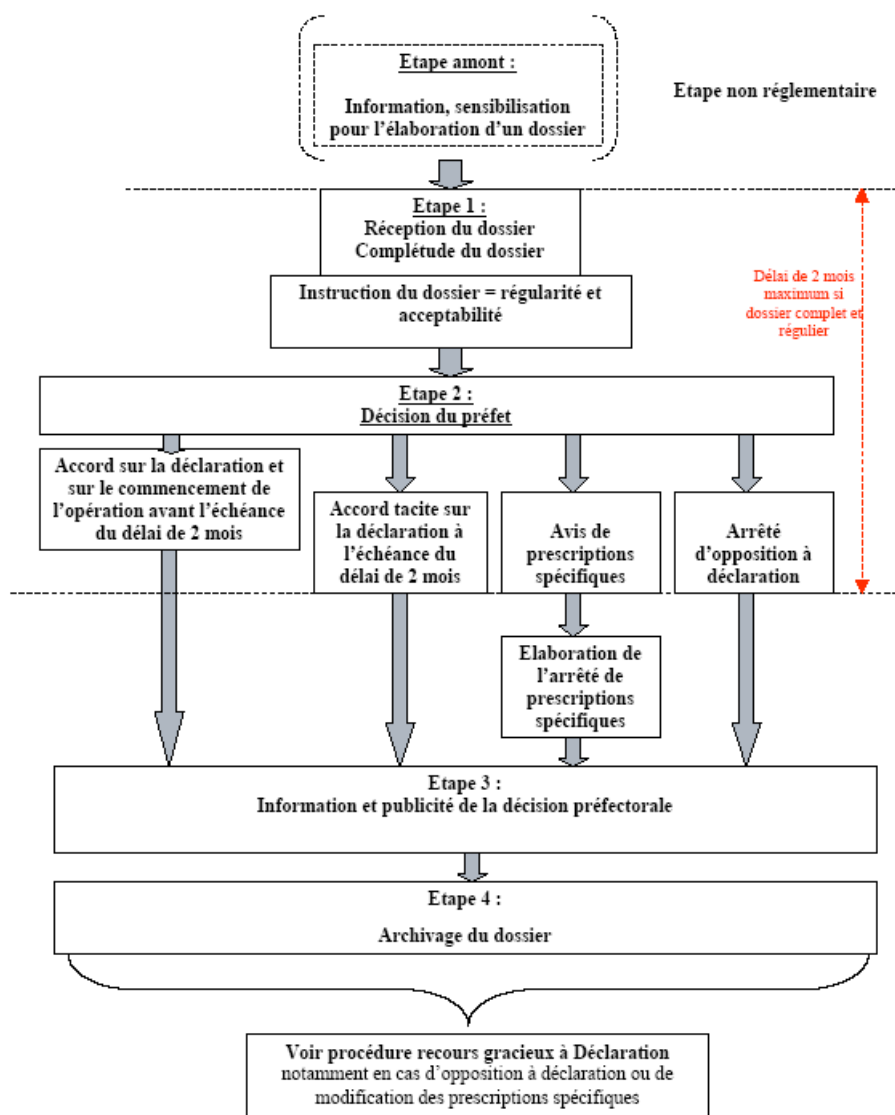 Etape amont :
Information, sensibilisation
pour l'élaboration d'un dossier
Etape non réglementaire
Etape 1 :
Réception du dossier
Complétude du dossier
Instruction du dossier = régularité et
acceptabilité
Délai de 2 mois
maximum si
dossier complet et
régulier
Etape 2 :
Décision du préfet
Accord sur la déclaration et
sur le commencement de
l'opération avant l'échéance
du délai de 2 mois
Accord tacite sur
la déclaration à
l'échéance du
délai de 2 mois
Avis de
prescriptions
spécifiques
Arrêté
d'opposition à
déclaration
Elaboration de
l'arrêté de
prescriptions
spécifiques
Etape 3 :
Information et publicité de la décision préfectorale
Etape 4 :
Archivage du dossier
Voir procédure recours gracieux à Déclaration
notamment en cas d'opposition à déclaration ou de
modification des prescriptions spécifiques